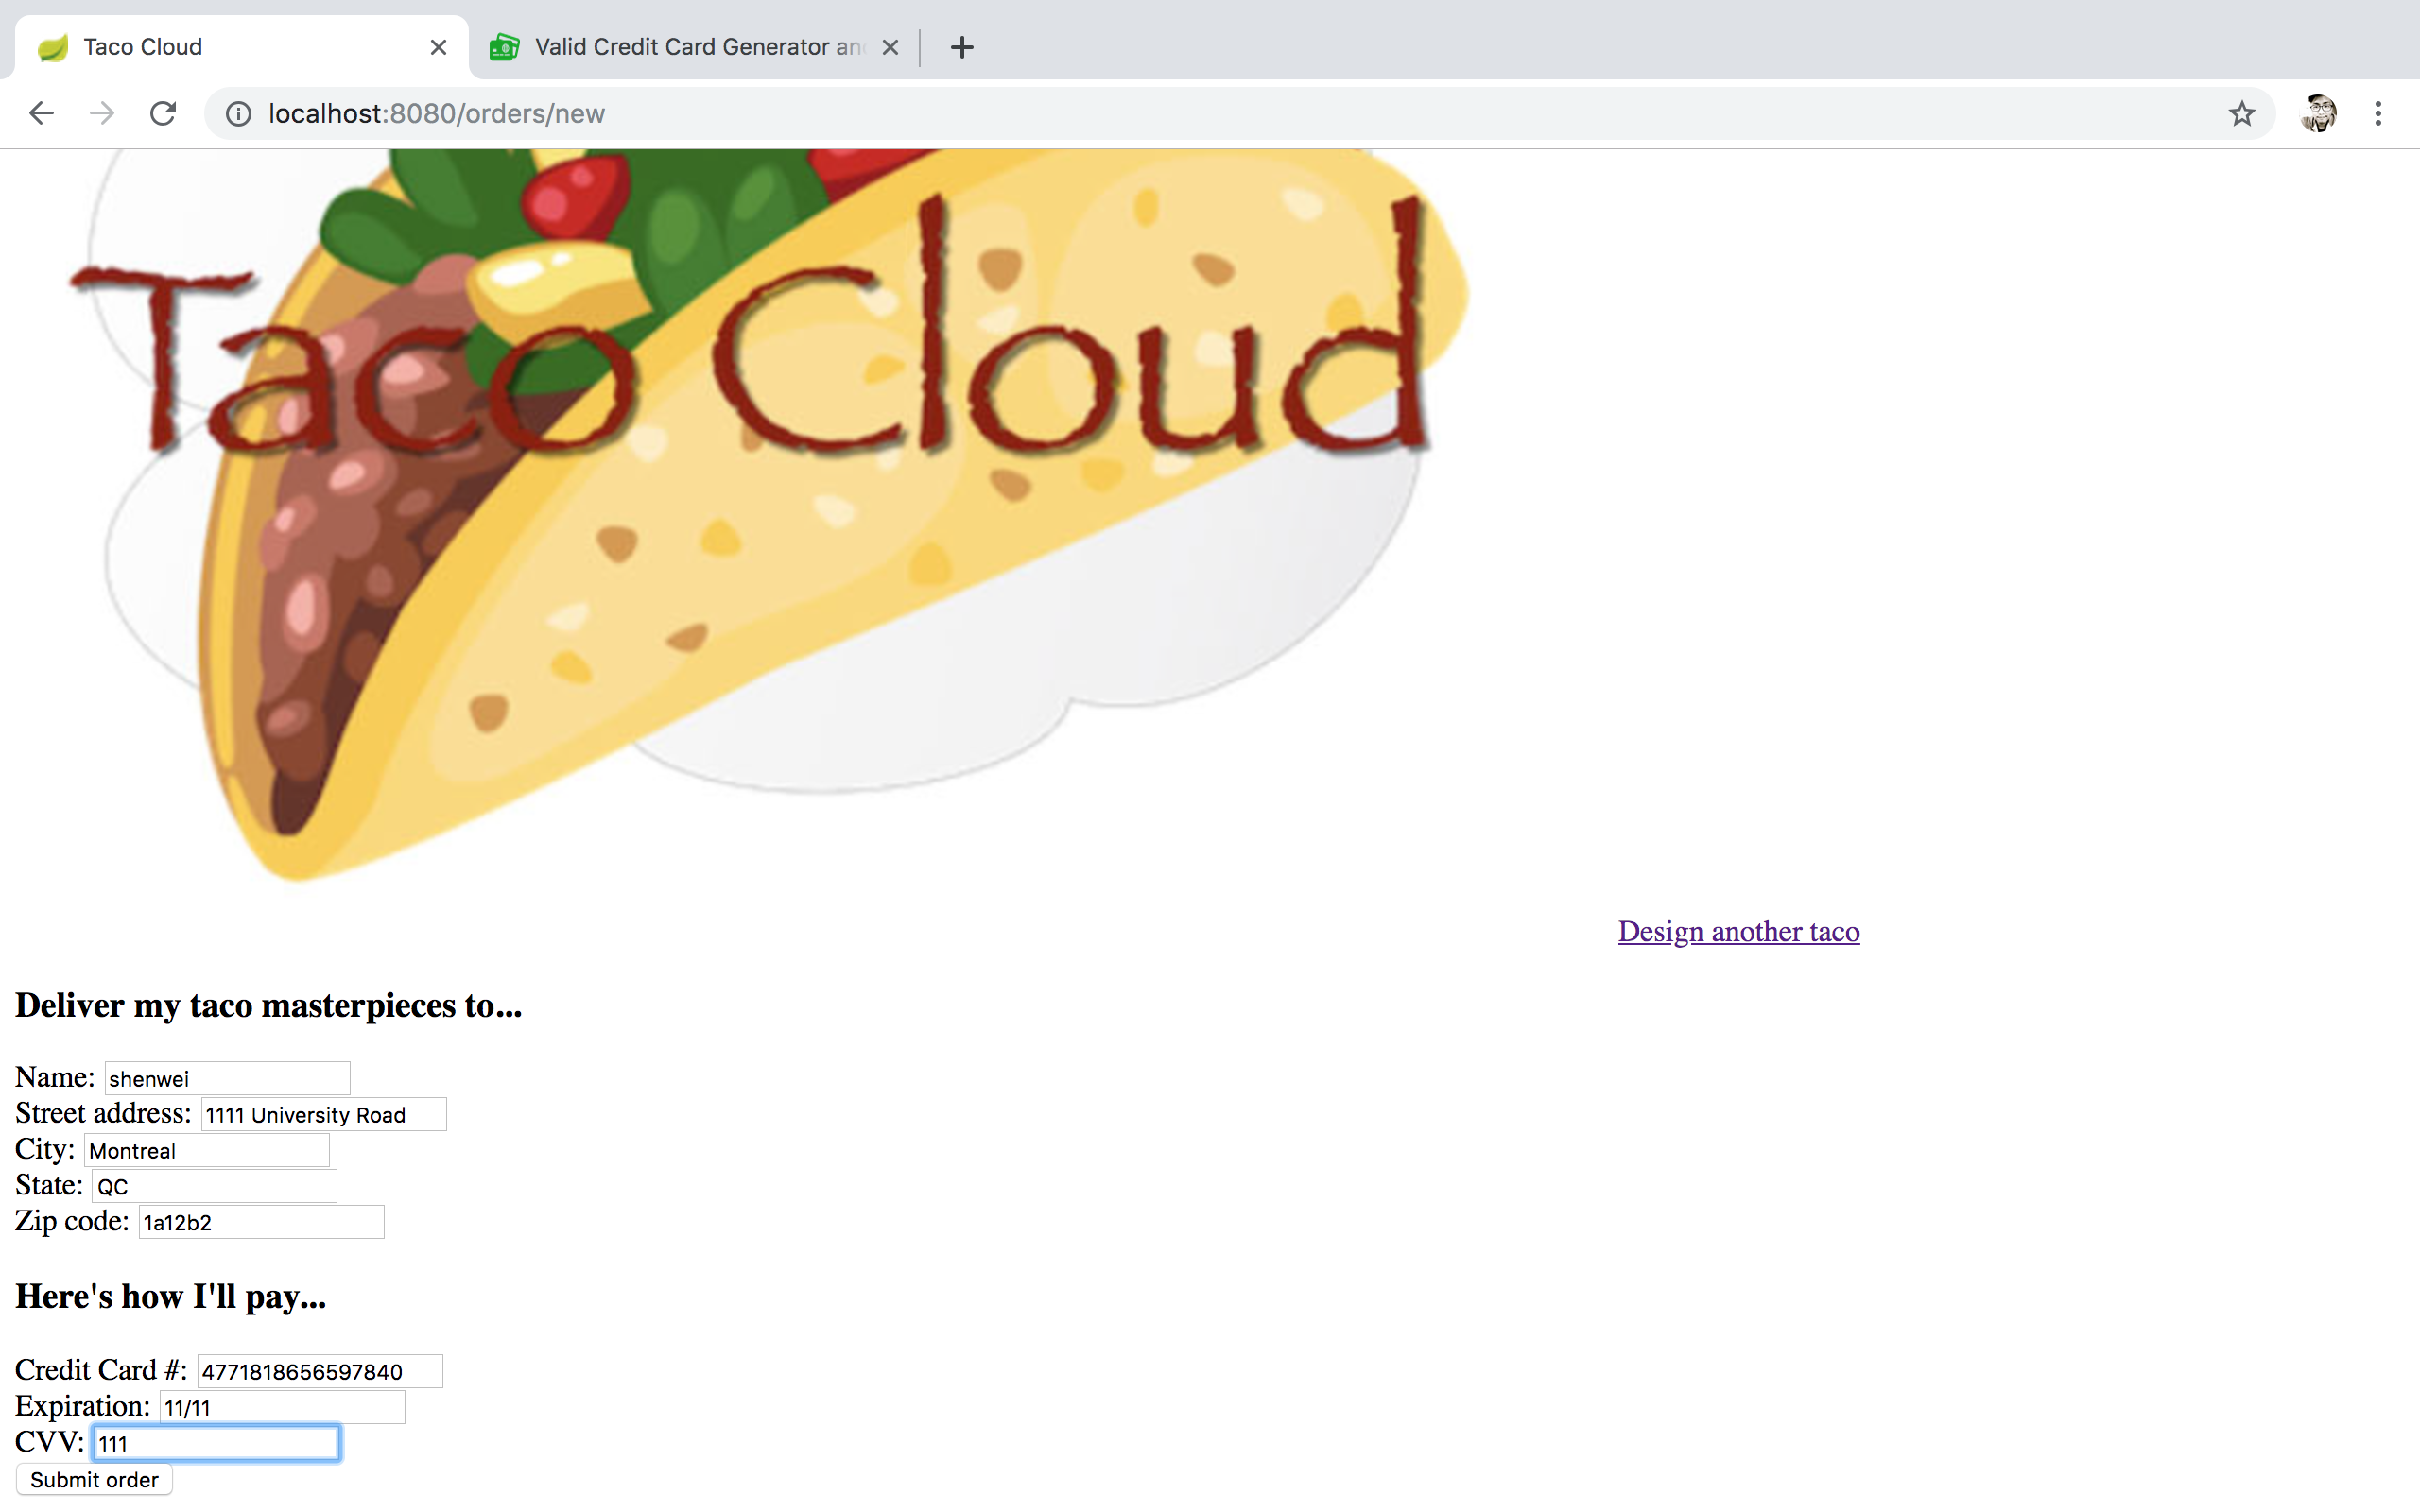 Taco Cloud
Valid Credit Card Generator an
localhost:8080/orders/new
Taco Cloud
Design another taco
Deliver my taco masterpieces to...
Name: shenwei
Street address: 1111 University Road
City: Montreal
State: QC
Zip code: 1a12b2
Here's how I'll pay...
Credit Card #: 4771818656597840
Expiration: 11/11
CVV: 111
Submit order